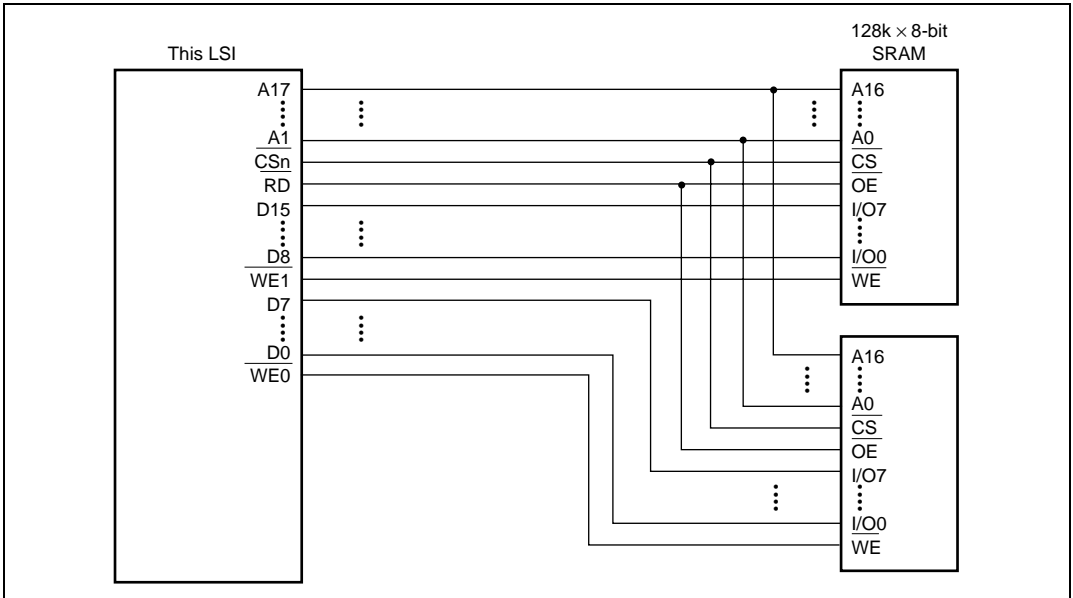 128k × 8-bit
SRAM
This LSI
A17
A1
CSn
RD
D15
D8
WE1
D7
D0
WE0
A16
A0
CS
OE
I/O7
I/O0
WE
A16
A0
CS
OE
I/O7
I/O0
WE